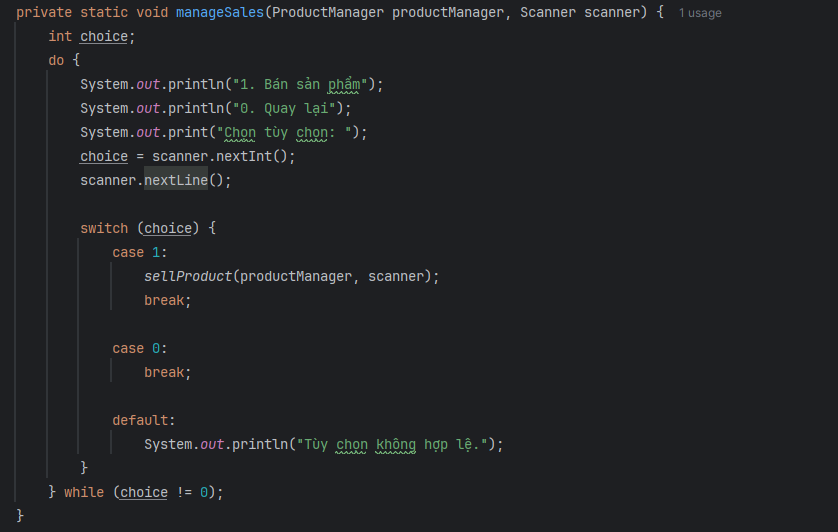 private static void manageSales(ProductManager productManager, Scanner scanner) { 1 usage
int choice;
do {
System.out.println("1. Bán sản phẩm");
System.out.println("0. Quay lại");
System.out.print("Chọn tùy chọn: ");
choice = scanner.nextInt();
scanner.nextLine();
switch (choice) {
case 1:
sellProduct(productManager, scanner);
break;
case 0:
break;
default:
System.out.println("Tùy chọn không hợp lệ.");
}
} while (choice != 0);
}